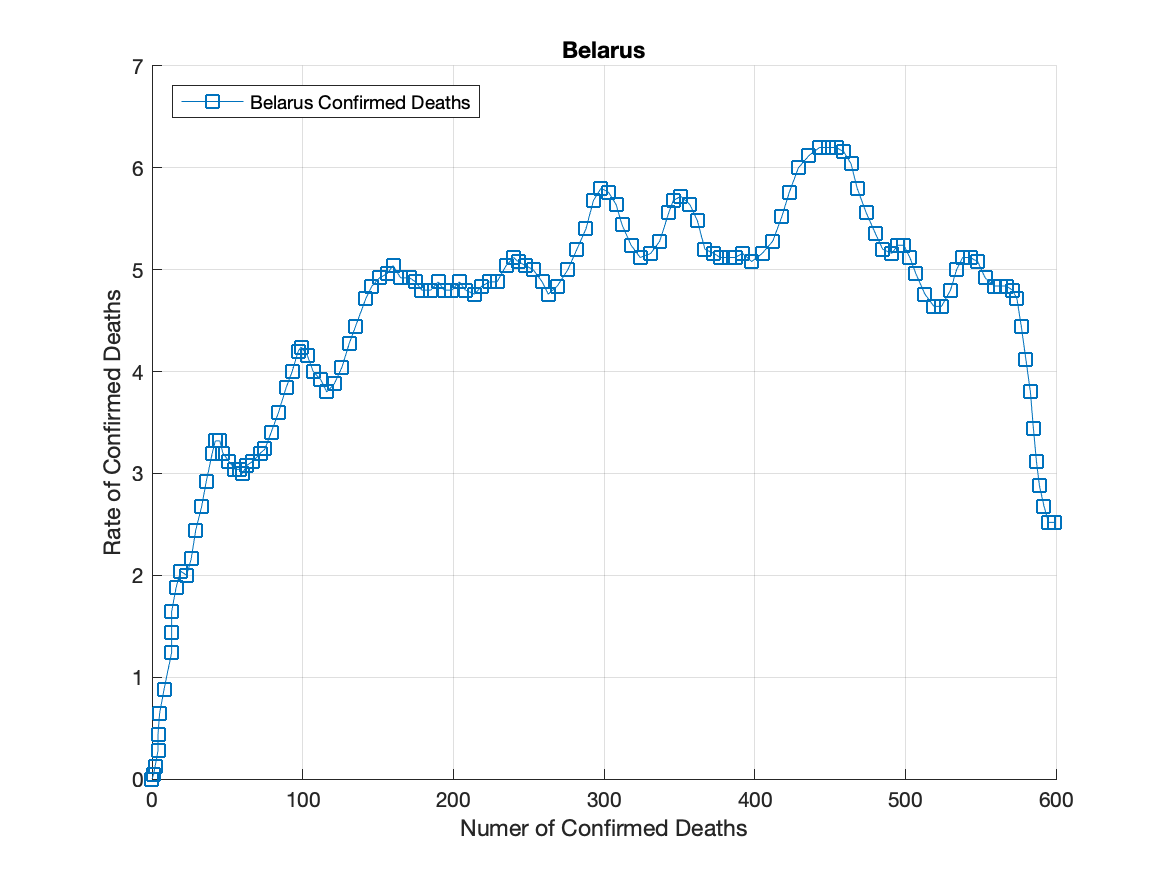 Belarus
Belarus Confirmed Deaths
7
6
5
4
3
2
1
0
Rate of Confirmed Deaths
0 100 200 300 400 500 600
Numer of Confirmed Deaths